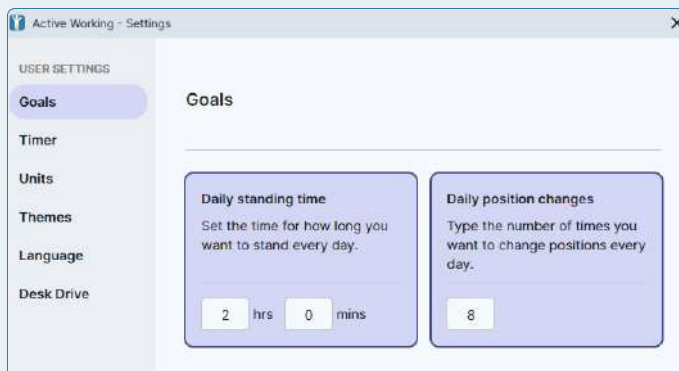 Active Working - Settings
USER SETTINGS
Goals
Timer
Units
Themes
Language
Desk Drive
Goals
Daily standing time
Set the time for how long you
want to stand every day.
2 hrs 0 mins
Daily position changes
Type the number of times you
want to change positions every
day.
8